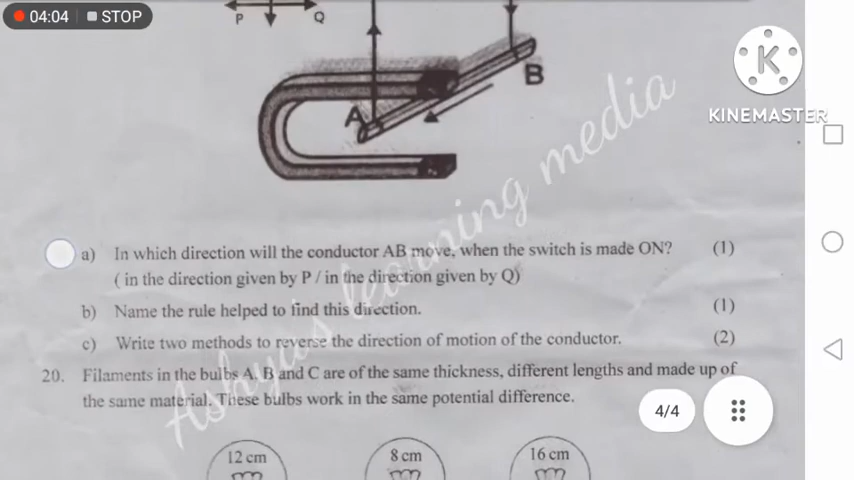 04:04 STOP
P Q
KINEMASTER
A
B
a) In which direction will the conductor AB move, when the switch is made ON? (1)
( in the direction given by P / in the direction given by Q)
b) Name the rule helped to find this direction. (1)
c) Write two methods to reverse the direction of motion of the conductor. (2)
20. Filaments in the bulbs A, B and C are of the same thickness, different lengths and made up of
the same material. These bulbs work in the same potential difference.
4/4
12 cm 8 cm 16 cm
Ashyas learning media